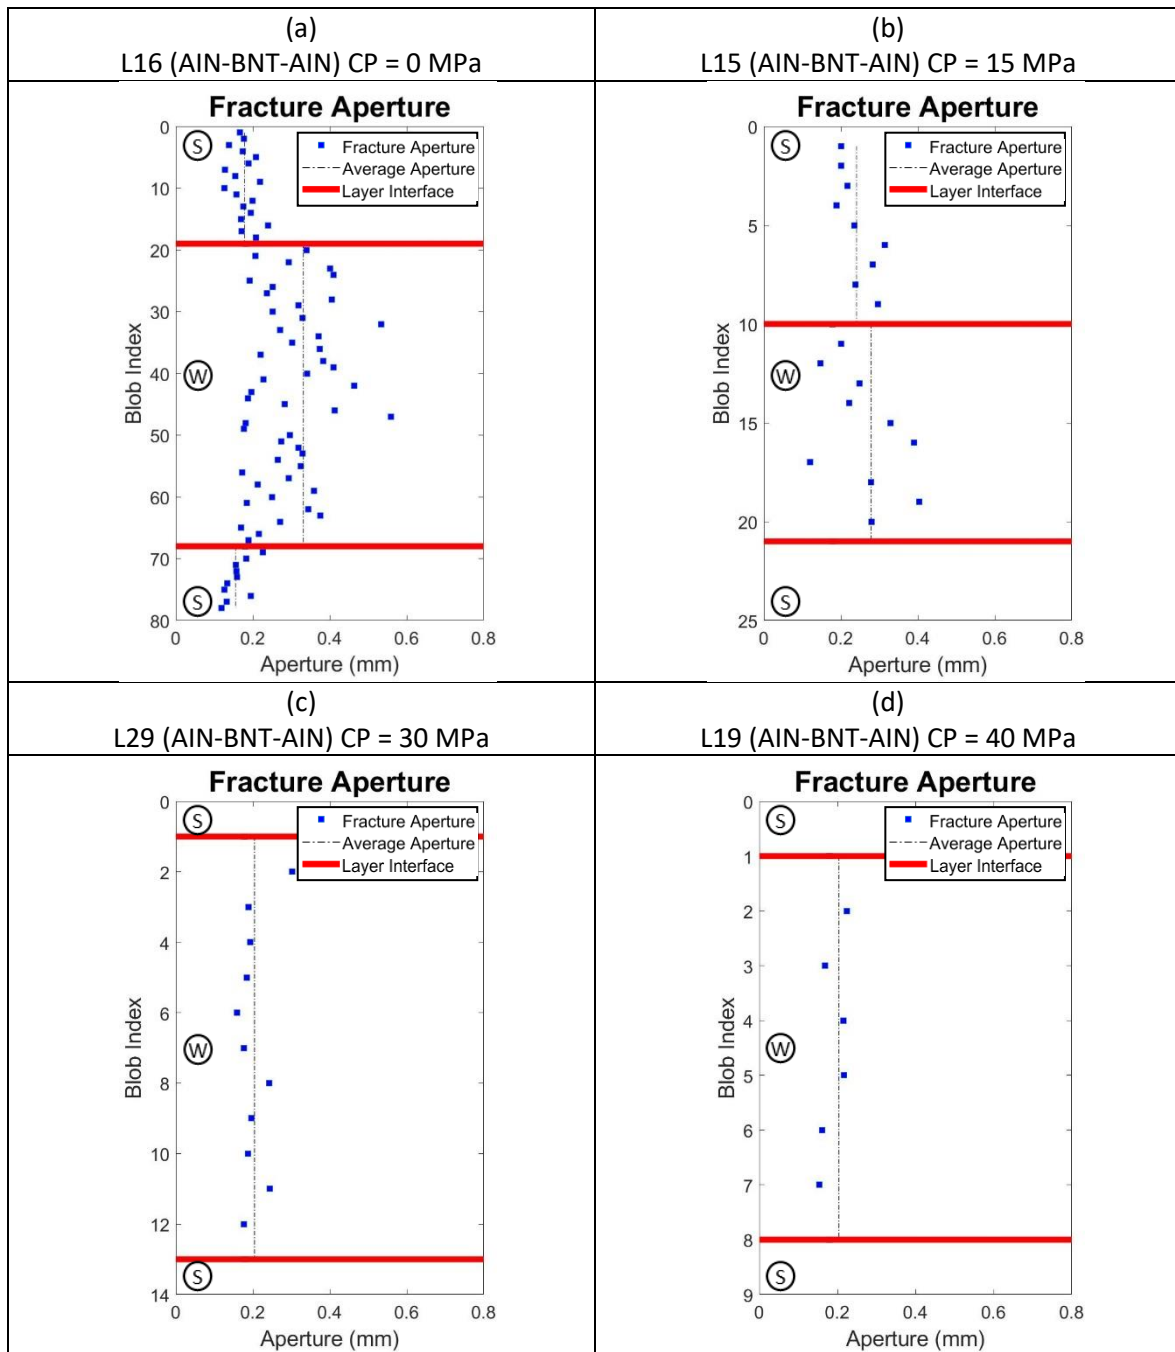 (a)
L16 (AIN-BNT-AIN) CP = 0 MPa
Fracture Aperture
Fracture Aperture
Average Aperture
Layer Interface
S
W
S
0
10
20
30
40
50
60
70
80
Blob Index
0
0.2
0.4
0.6
0.8
Aperture (mm)
(b)
L15 (AIN-BNT-AIN) CP = 15 MPa
Fracture Aperture
Fracture Aperture
Average Aperture
Layer Interface
S
W
S
0
5
10
15
20
25
Blob Index
0
0.2
0.4
0.6
0.8
Aperture (mm)
(c)
L29 (AIN-BNT-AIN) CP = 30 MPa
Fracture Aperture
Fracture Aperture
Average Aperture
Layer Interface
S
W
S
0
2
4
6
8
10
12
14
Blob Index
0
0.2
0.4
0.6
0.8
Aperture (mm)
(d)
L19 (AIN-BNT-AIN) CP = 40 MPa
Fracture Aperture
Fracture Aperture
Average Aperture
Layer Interface
S
W
S
0
1
2
3
4
5
6
7
8
9
Blob Index
0
0.2
0.4
0.6
0.8
Aperture (mm)